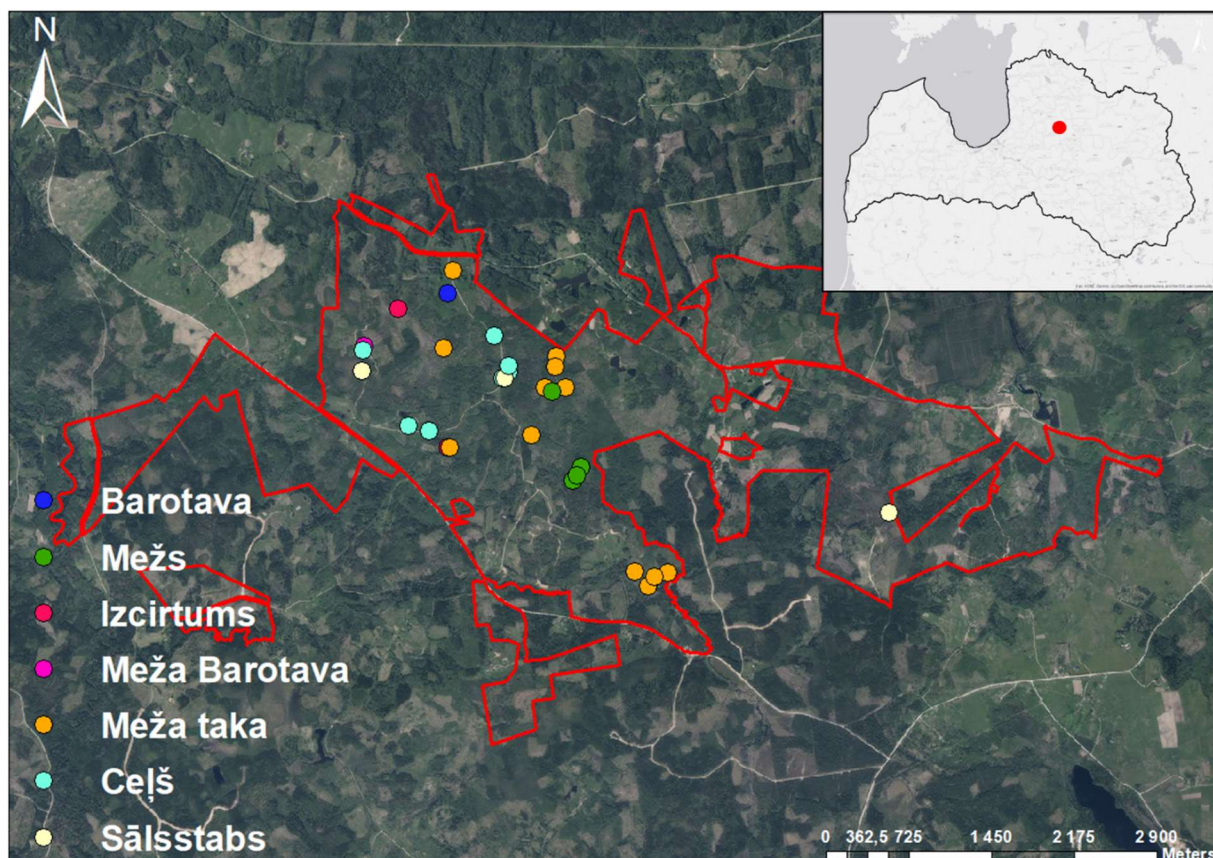 N
Barotava
Mežs
Izcirtums
Meža Barotava
Meža taka
Ceļš
Sālsstabs
0 362,5 725 1 450 2 175 2 900
Meters